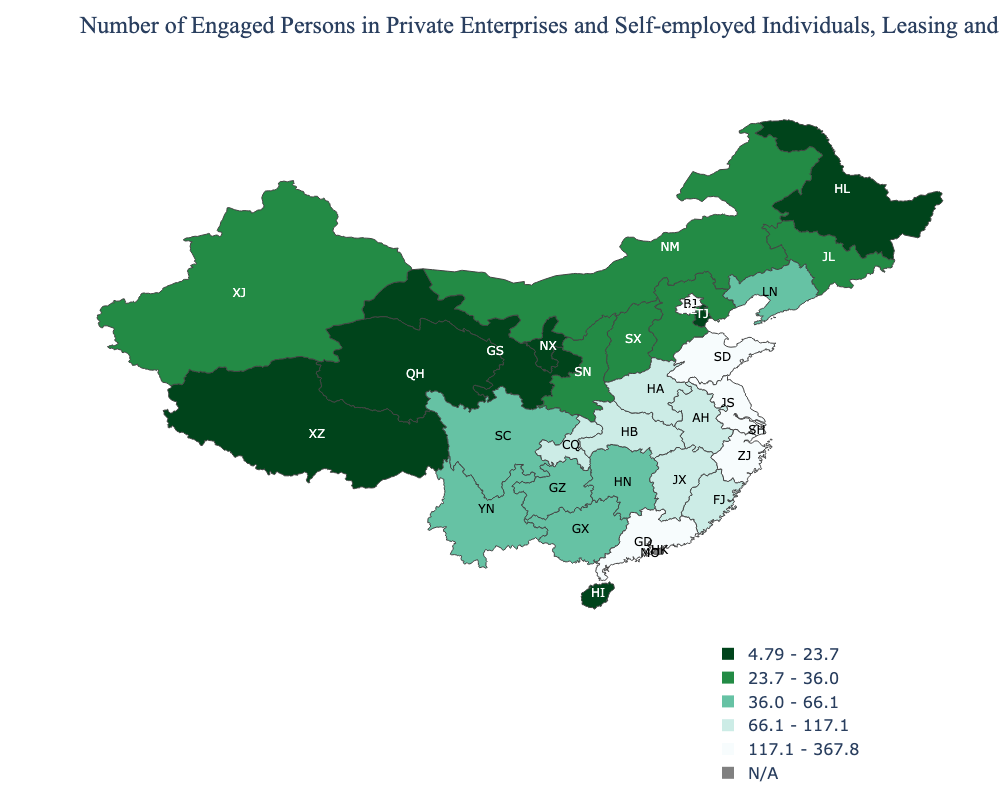 Number of Engaged Persons in Private Enterprises and Self-employed Individuals, Leasing and
HL
NM
JL
XJ
LN
BJ
TJ
SX
NX
GS
SD
SN
QH
HA
JS
AH
SH
HB
XZ
SC
CQ
ZJ
JX
HN
GZ
FJ
YN
GX
GD
HK
MO
HI
4.79 - 23.7
23.7 - 36.0
36.0 - 66.1
66.1 - 117.1
117.1 - 367.8
N/A